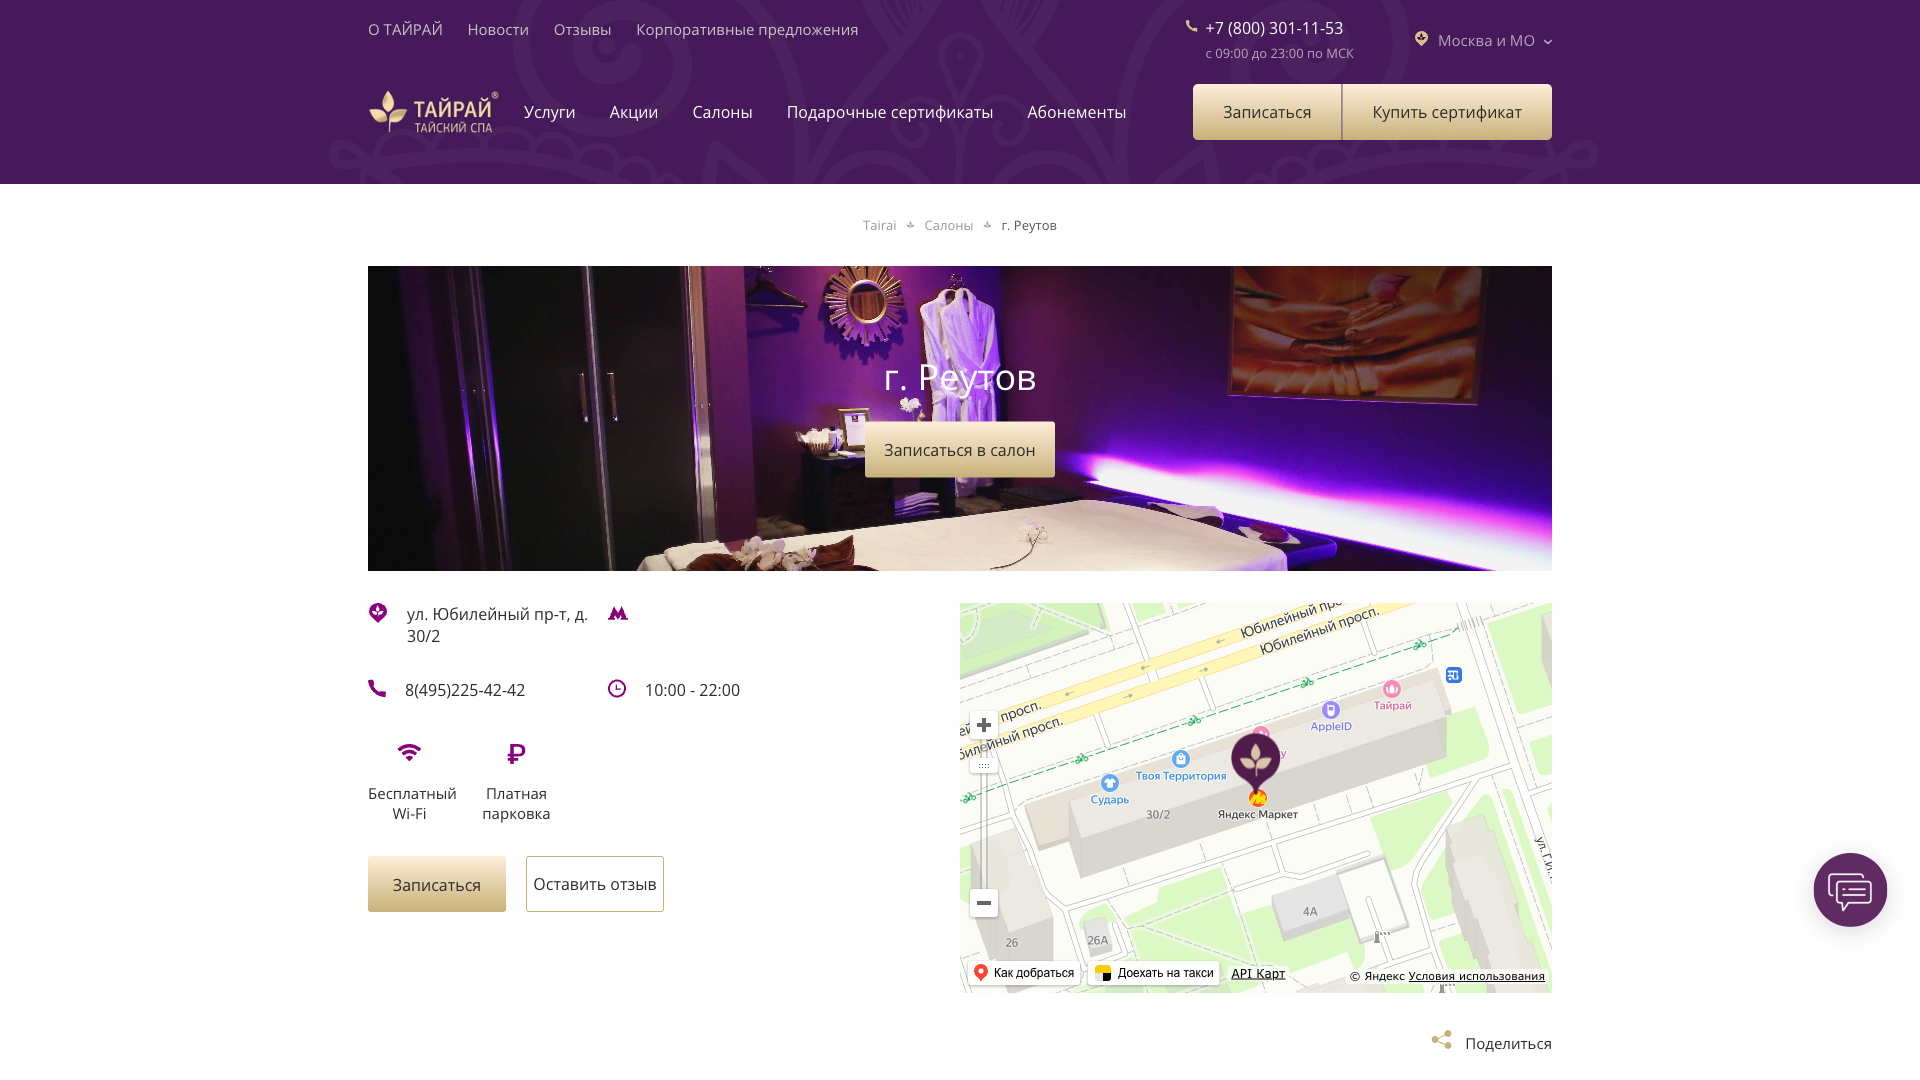 О ТАЙРАЙ Новости Отзывы Корпоративные предложения
+7 (800) 301-11-53
с 09:00 до 23:00 по МСК
Москва и МО
ТАЙРАЙ®
ТАЙСКИЙ СПА
Услуги Акции Салоны Подарочные сертификаты Абонементы
Записаться Купить сертификат
Tairai Салоны г. Реутов
г. Реутов
Записаться в салон
ул. Юбилейный пр-т, д.
30/2
8(495)225-42-42
10:00 - 22:00
Бесплатный
Wi-Fi
Платная
парковка
Записаться
Оставить отзыв
Юбилейный
Юбилейный просп.
просп.
просп.
Тайрай
AppleID
Твоя Территория
Сударь
30/2
Яндекс Маркет
4А
26
26А
Как добраться
Доехать на такси
API Карт
© Яндекс Условия использования
Поделиться